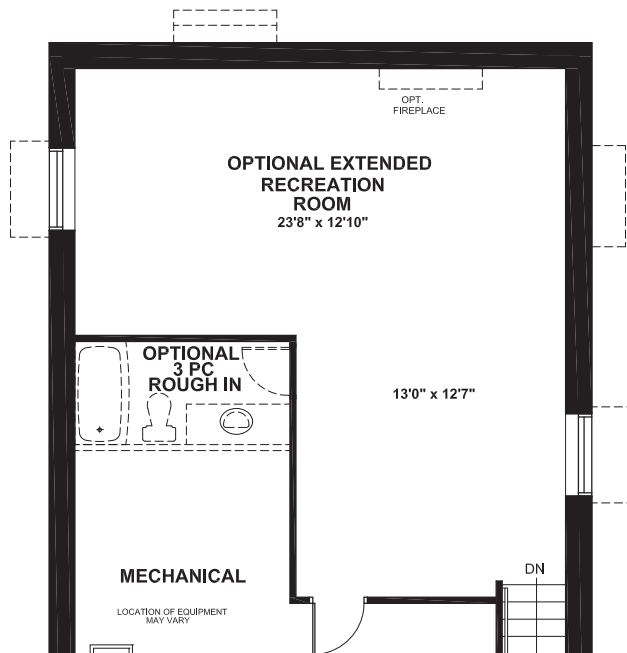 OPT.
FIREPLACE
OPTIONAL EXTENDED
RECREATION
ROOM
23'8" x 12'10"
OPTIONAL
3 PC
ROUGH IN
13'0" x 12'7"
MECHANICAL
LOCATION OF EQUIPMENT
MAY VARY
DN